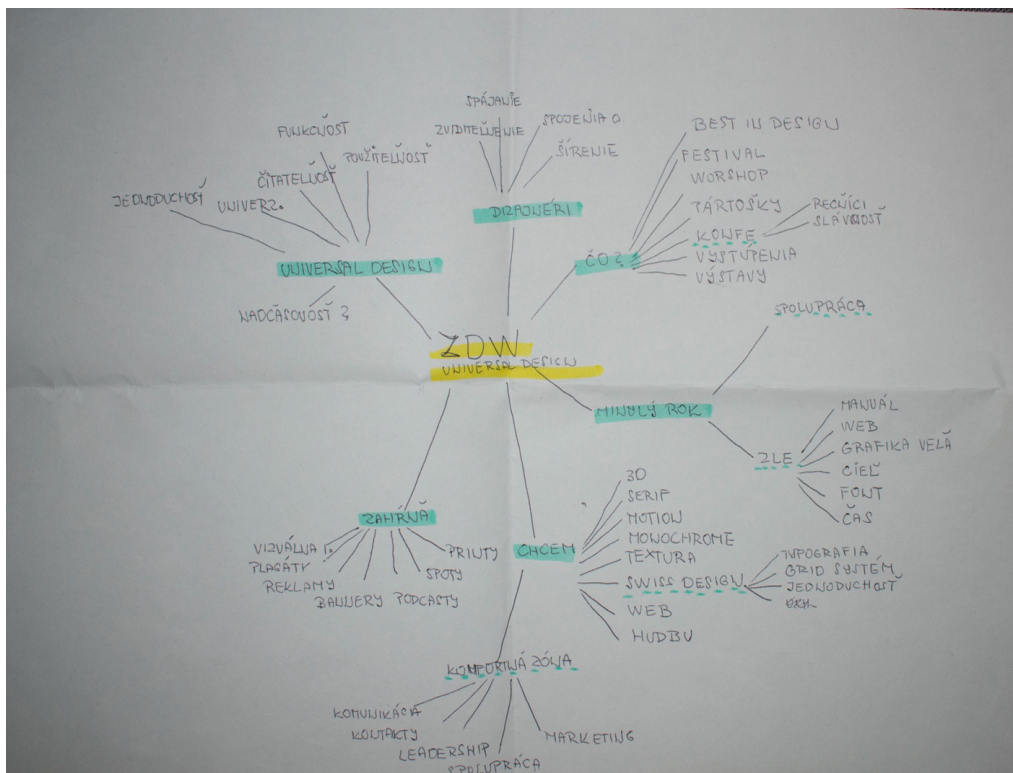 SPÁJANIE
ZVIDITEĽNENIE
SPOJENIA O
ŠÍRENIE
DIZAJNÉRI
FUNKČNOSŤ
POUŽITEĽNOSŤ
ČITATEĽNOSŤ
JEDNODUCHOSŤ
UNIVERZ.
UNIVERSAL DESIGN
NADČASOVOSŤ ?
BEST IN DESIGN
FESTIVAL
WORSHOP
PÁRTOŠKY
KONFE
REČNÍCI
SLÁVNOSŤ
VYSTÚPENIA
VÝSTAVY
ČO?
ZDW
UNIVERSAL DESIGN
SPOLUPRÁCA
MINULÝ ROK
ZLE
MANUÁL
WEB
GRAFIKA VEĽA
CIEĽ
FONT
ČAS
ZAHŔŇA
VIZUÁLNA I.
PLAGÁTY
REKLAMY
BANNERY
PODCASTY
SPOTY
PRINTY
CHCEM
3D
SERIF
MOTION
MONOCHROME
TEXTURA
SWISS DESIGN
TYPOGRAFIA
GRID SYSTÉM
JEDNODUCHOSŤ
WEB
HUDBU
KOMFORTNÁ ZÓNA
KOMUNIKÁCIA
KONTAKTY
LEADERSHIP
SPOLUPRÁCA
MARKETING